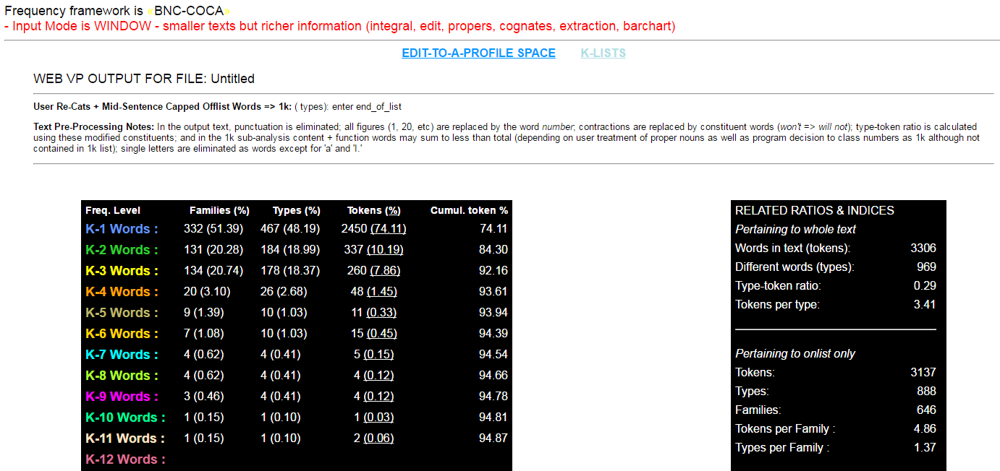 Frequency framework is «BNC-COCA»
- Input Mode is WINDOW - smaller texts but richer information (integral, edit, propers, cognates, extraction, barchart)
EDIT-TO-A-PROFILE SPACE K-LISTS
WEB VP OUTPUT FOR FILE: Untitled
User Re-Cats + Mid-Sentence Capped Offlist Words => 1k: ( types): enter end_of_list
Text Pre-Processing Notes: In the output text, punctuation is eliminated; all figures (1, 20, etc) are replaced by the word number; contractions are replaced by constituent words (won't => will not); type-token ratio is calculated
using these modified constituents; and in the 1k sub-analysis content + function words may sum to less than total (depending on user treatment of proper nouns as well as program decision to class numbers as 1k although not
contained in 1k list); single letters are eliminated as words except for 'a' and 'I.'
Freq. Level Families (%) Types (%) Tokens (%) Cumul. token %
K-1 Words : 332 (51.39) 467 (48.19) 2450 (74.11) 74.11
K-2 Words : 131 (20.28) 184 (18.99) 337 (10.19) 84.30
K-3 Words : 134 (20.74) 178 (18.37) 260 (7.86) 92.16
K-4 Words : 20 (3.10) 26 (2.68) 48 (1.45) 93.61
K-5 Words : 9 (1.39) 10 (1.03) 11 (0.33) 93.94
K-6 Words : 7 (1.08) 10 (1.03) 15 (0.45) 94.39
K-7 Words : 4 (0.62) 4 (0.41) 5 (0.15) 94.54
K-8 Words : 4 (0.62) 4 (0.41) 4 (0.12) 94.66
K-9 Words : 3 (0.46) 4 (0.41) 4 (0.12) 94.78
K-10 Words : 1 (0.15) 1 (0.10) 1 (0.03) 94.81
K-11 Words : 1 (0.15) 1 (0.10) 2 (0.06) 94.87
K-12 Words :
RELATED RATIOS & INDICES
Pertaining to whole text
Words in text (tokens): 3306
Different words (types): 969
Type-token ratio: 0.29
Tokens per type: 3.41
Pertaining to onlist only
Tokens: 3137
Types: 888
Families: 646
Tokens per Family : 4.86
Types per Family : 1.37